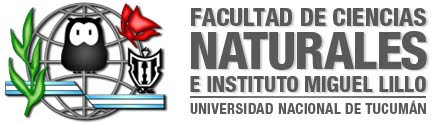 FACULTAD DE CIENCIAS
NATURALES
E INSTITUTO MIGUEL LILLO
UNIVERSIDAD NACIONAL DE TUCUMÁN